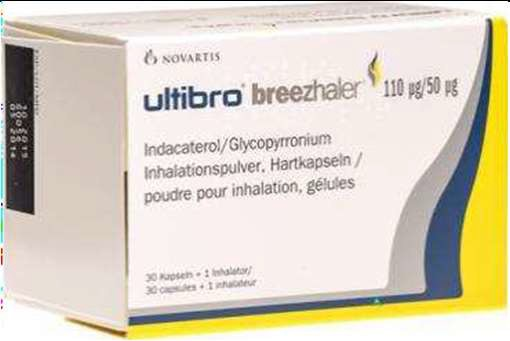 NOVARTIS
ultibro® breezhaler® 110 µg/50 µg
Indacaterol/Glycopyrronium
Inhalationspulver, Hartkapseln /
poudre pour inhalation, gélules
30 Kapseln + 1 Inhalator/
30 capsules + 1 inhalateur